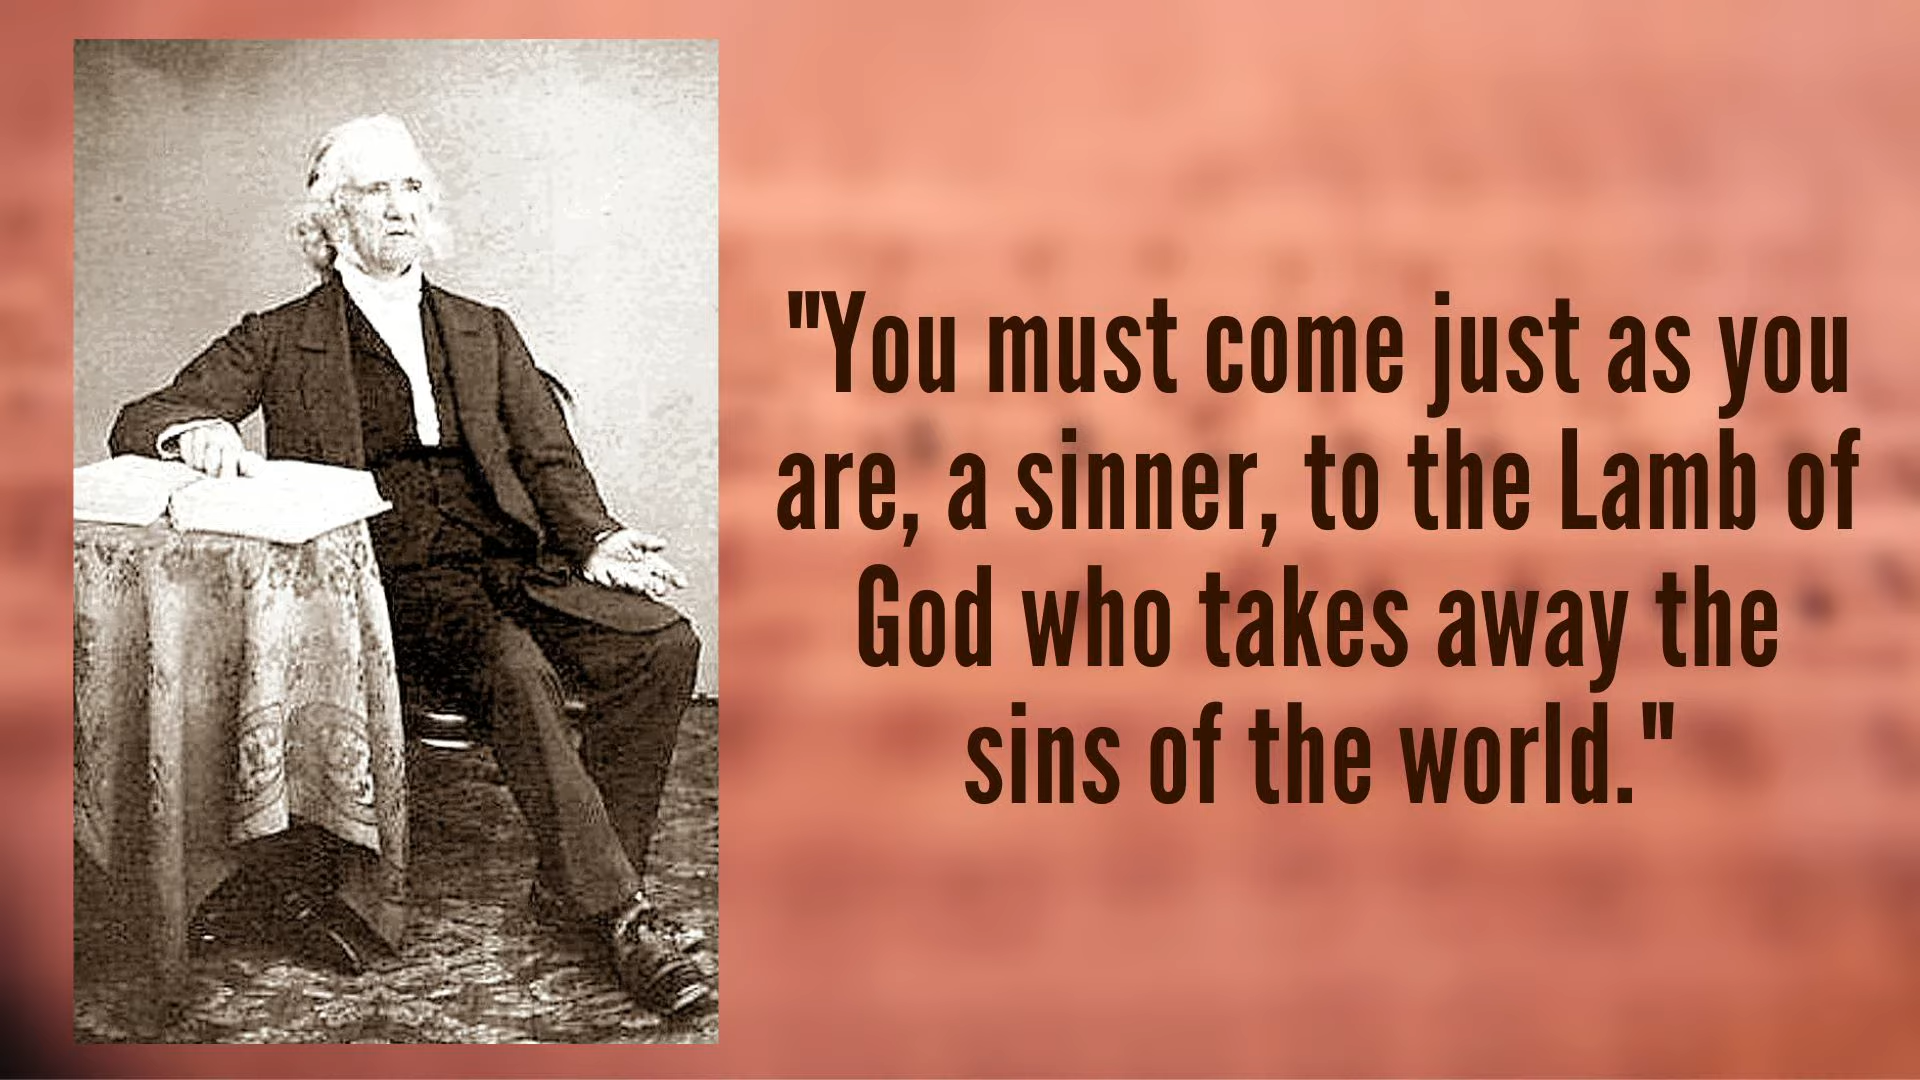 "You must come just as you
are, a sinner, to the Lamb of
God who takes away the
sins of the world."